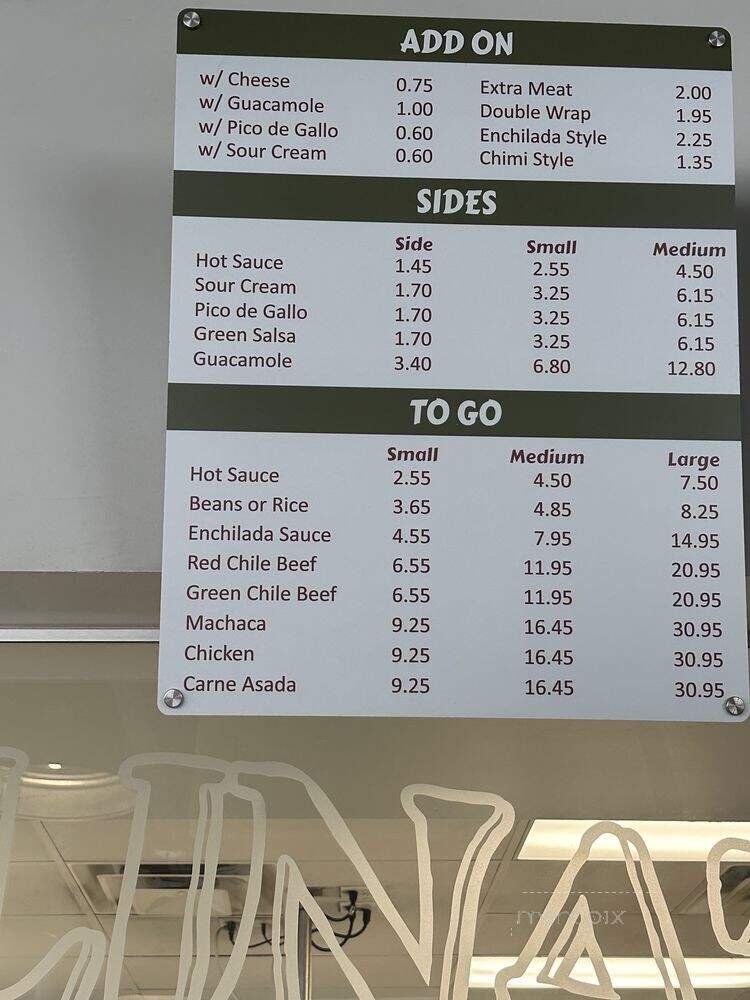 ADD ON
w/ Cheese 0.75 Extra Meat 2.00
w/ Guacamole 1.00 Double Wrap 1.95
w/ Pico de Gallo 0.60 Enchilada Style 2.25
w/ Sour Cream 0.60 Chimi Style 1.35
SIDES
Side Small Medium
Hot Sauce 1.45 2.55 4.50
Sour Cream 1.70 3.25 6.15
Pico de Gallo 1.70 3.25 6.15
Green Salsa 1.70 3.25 6.15
Guacamole 3.40 6.80 12.80
TO GO
Small Medium Large
Hot Sauce 2.55 4.50 7.50
Beans or Rice 3.65 4.85 8.25
Enchilada Sauce 4.55 7.95 14.95
Red Chile Beef 6.55 11.95 20.95
Green Chile Beef 6.55 11.95 20.95
Machaca 9.25 16.45 30.95
Chicken 9.25 16.45 30.95
Carne Asada 9.25 16.45 30.95